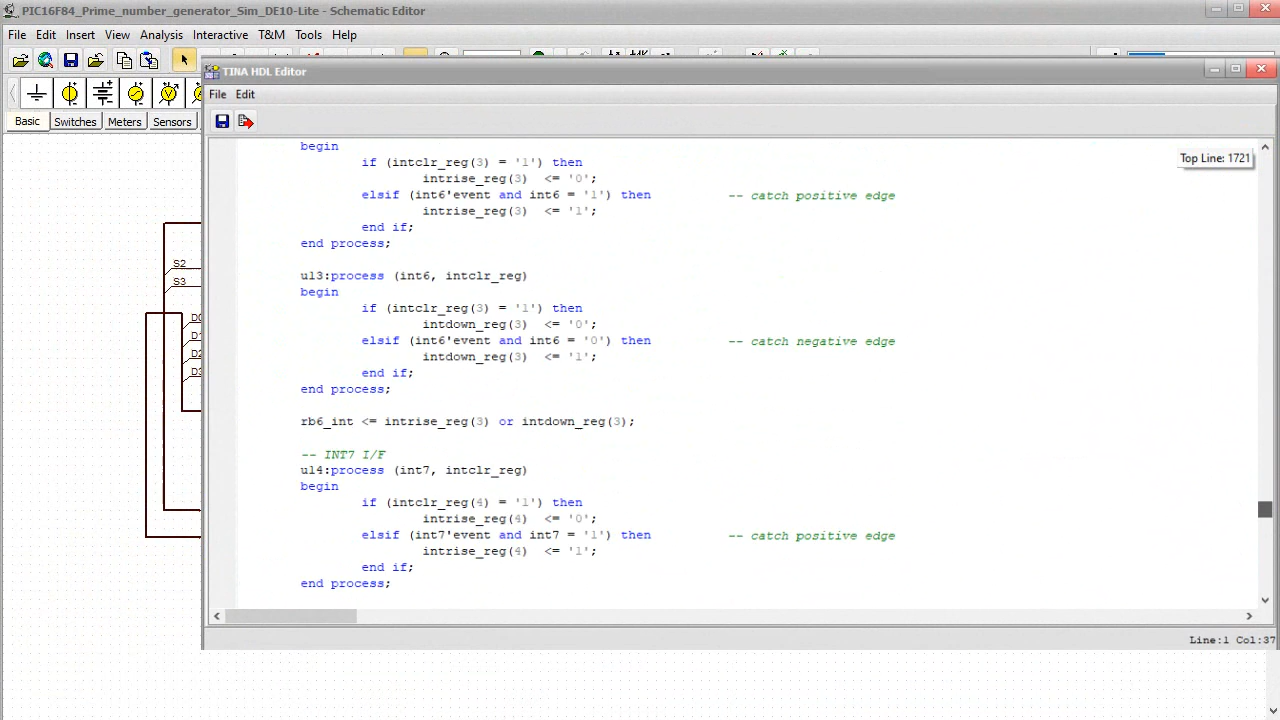 PIC16F84_Prime_number_generator_Sim_DE10-Lite - Schematic Editor
File Edit Insert View Analysis Interactive T&M Tools Help
Basic Switches Meters Sensors
S2
S3
TINA HDL Editor
File Edit
Top Line: 1721
begin
if (intclr_reg(3) = '1') then
intrise_reg(3) <= '0';
elsif (int6'event and int6 = '1') then -- catch positive edge
intrise_reg(3) <= '1';
end if;
end process;
u13:process (int6, intclr_reg)
begin
if (intclr_reg(3) = '1') then
intdown_reg(3) <= '0';
elsif (int6'event and int6 = '0') then -- catch negative edge
intdown_reg(3) <= '1';
end if;
end process;
rb6_int <= intrise_reg(3) or intdown_reg(3);
-- INT7 I/F
u14:process (int7, intclr_reg)
begin
if (intclr_reg(4) = '1') then
intrise_reg(4) <= '0';
elsif (int7'event and int7 = '1') then -- catch positive edge
intrise_reg(4) <= '1';
end if;
end process;
Line:1 Col:37